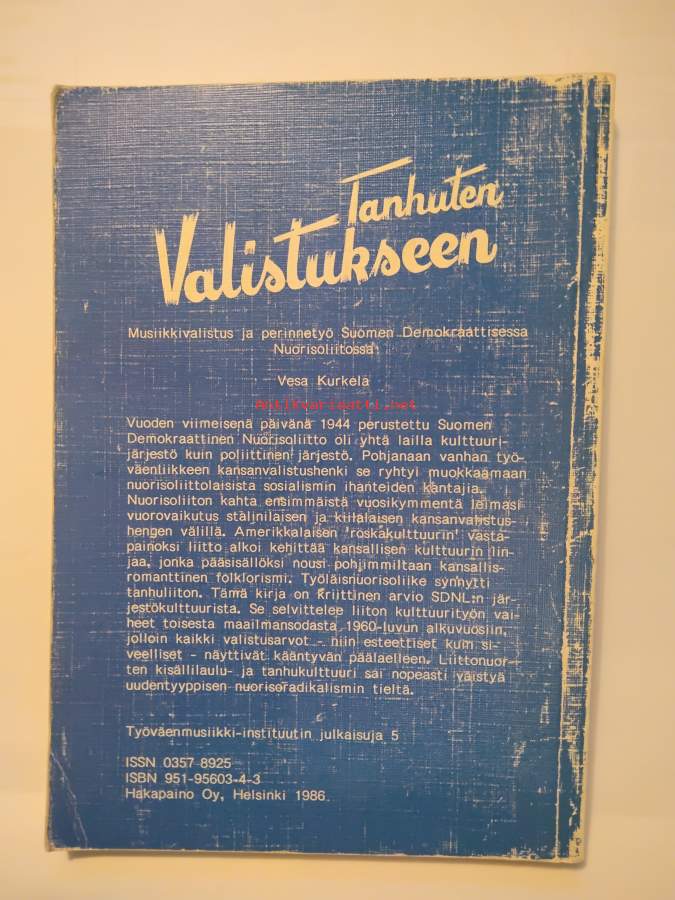 Tanhuten
Valistukseen
Musiikkivalistus ja perinnetyö Suomen Demokraattisessa
Nuorisoliitossa
Vesa Kurkela
antikvariaatti.net
Vuoden viimeisenä päivänä 1944 perustettu Suomen
Demokraattinen Nuorisoliitto oli yhtä lailla kulttuuri-
järjestö kuin poliittinen järjestö. Pohjanaan vanhan työ-
väenliikkeen kansanvalistushenki se ryhtyi muokkaamaan
nuorisoliittolaisista sosialismin ihanteiden kantajia.
Nuorisoliiton kahta ensimmäistä vuosikymmentä leimasi
vuorovaikutus stalinilaisen ja kiilalaisen kansanvalistus-
hengen välillä. Amerikkalaisen 'roskakulttuurin' vasta-
painoksi liitto alkoi kehittää kansallisen kulttuurin lin-
jaa, jonka pääsisällöksi nousi pohjimmiltaan kansallis-
romanttinen folklorismi. Työläisnuorisoliike synnytti
tanhuliiton. Tämä kirja on kriittinen arvio SDNL:n jär-
jestökulttuurista. Se selvittelee liiton kulttuurityön vai-
heet toisesta maailmansodasta 1960-luvun alkuvuosiin,
jolloin kaikki valistusarvot - niin esteettiset kuin si-
veelliset - näyttivät kääntyvän päälaelleen. Liittonuor-
ten kisällilaulu- ja tanhukulttuuri sai nopeasti väistyä
uudentyyppisen nuorisoradikalismin tieltä.
Työväenmusiikki-instituutin julkaisuja 5
ISSN 0357 8925
ISBN 951-95603-4-3
Hakapaino Oy, Helsinki 1986